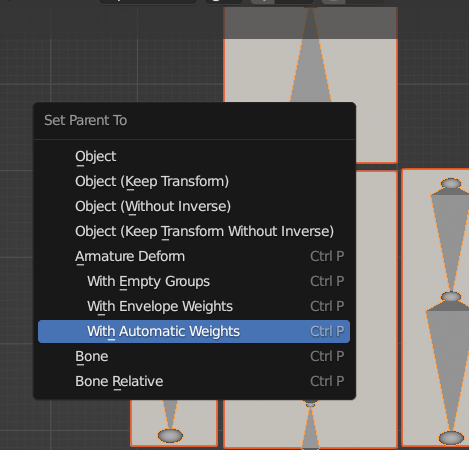 Set Parent To
Object
Object (Keep Transform)
Object (Without Inverse)
Object (Keep Transform Without Inverse)
Armature Deform Ctrl P
With Empty Groups Ctrl P
With Envelope Weights Ctrl P
With Automatic Weights Ctrl P
Bone Ctrl P
Bone Relative Ctrl P